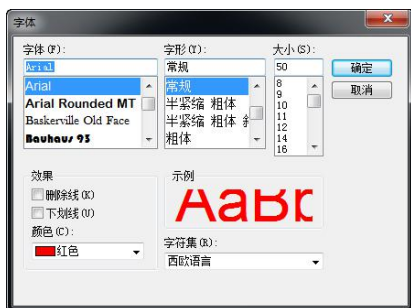 字体
字体(F):
字形(Y):
大小(S):
Arial
常规
50
确定
取消
Arial
Arial Rounded MT
Baskerville Old Face
Bauhaus 93
常规
半紧缩 粗体
半紧缩 粗体 斜
粗体
8
9
10
11
12
14
16
效果
删除线(K)
下划线(U)
颜色(C):
红色
示例
AaBb
字符集(R):
西欧语言